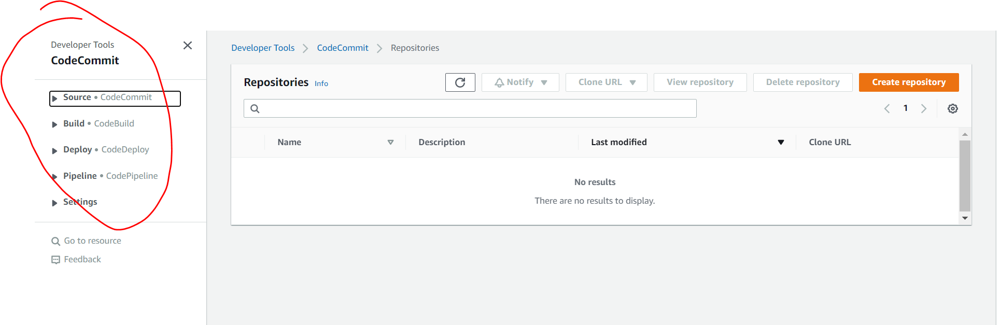 Developer Tools
CodeCommit
Source • CodeCommit
Build • CodeBuild
Deploy • CodeDeploy
Pipeline • CodePipeline
Settings
Go to resource
Feedback
Developer Tools > CodeCommit > Repositories
Repositories Info
Notify Clone URL View repository Delete repository Create repository
1
Name Description Last modified Clone URL
No results
There are no results to display.